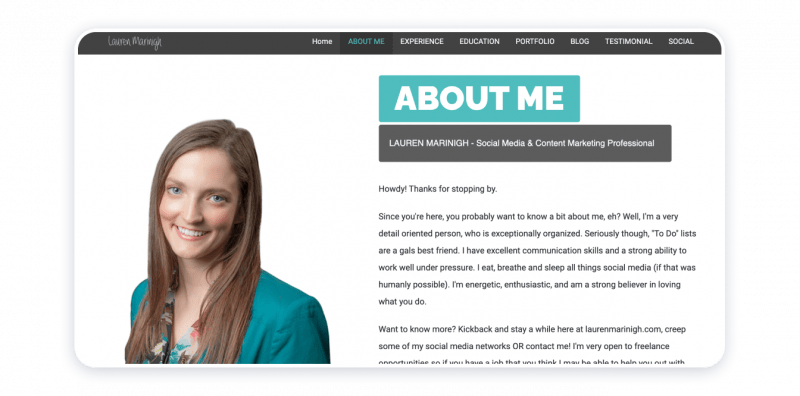 Lauren Marinigh
Home ABOUT ME EXPERIENCE EDUCATION PORTFOLIO BLOG TESTIMONIAL SOCIAL
ABOUT ME
LAUREN MARINIGH - Social Media & Content Marketing Professional
Howdy! Thanks for stopping by.
Since you're here, you probably want to know a bit about me, eh? Well, I'm a very
detail oriented person, who is exceptionally organized. Seriously though, "To Do" lists
are a gals best friend. I have excellent communication skills and a strong ability to
work well under pressure. I eat, breathe and sleep all things social media (if that was
humanly possible). I'm energetic, enthusiastic, and am a strong believer in loving
what you do.
Want to know more? Kickback and stay a while here at laurenmarinigh.com, creep
some of my social media networks OR contact me! I'm very open to freelance
opportunities so if you have a job that you think I may be able to help you out with